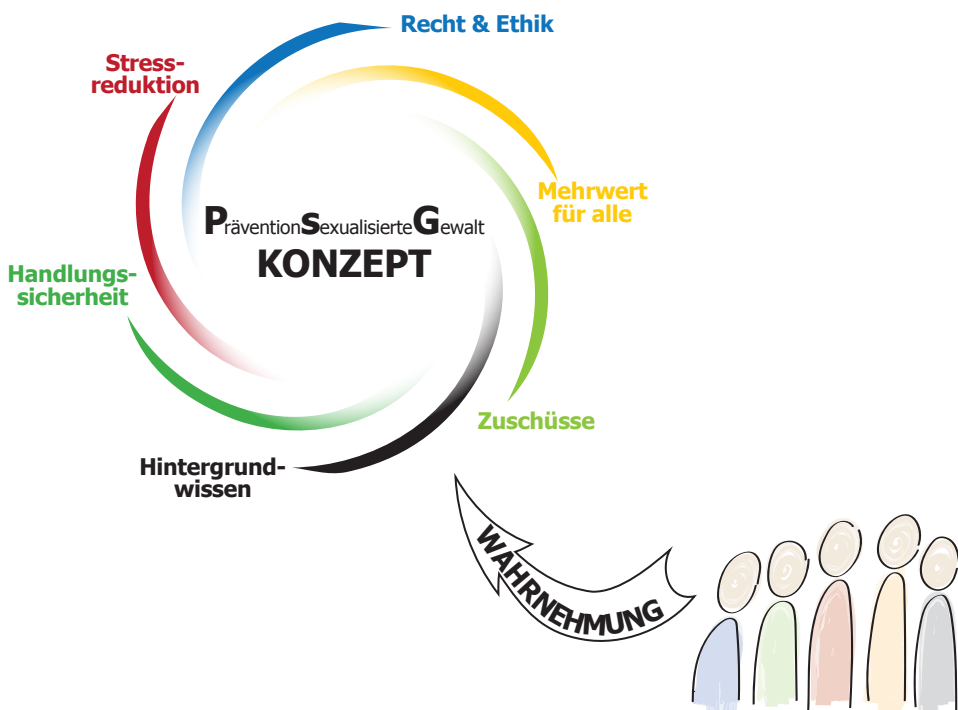 Recht & Ethik
Stress-
reduktion
Mehrwert
für alle
PräventionSexualisierteGewalt
KONZEPT
Handlungs-
sicherheit
Zuschüsse
Hintergrund-
wissen
WAHRNEHMUNG